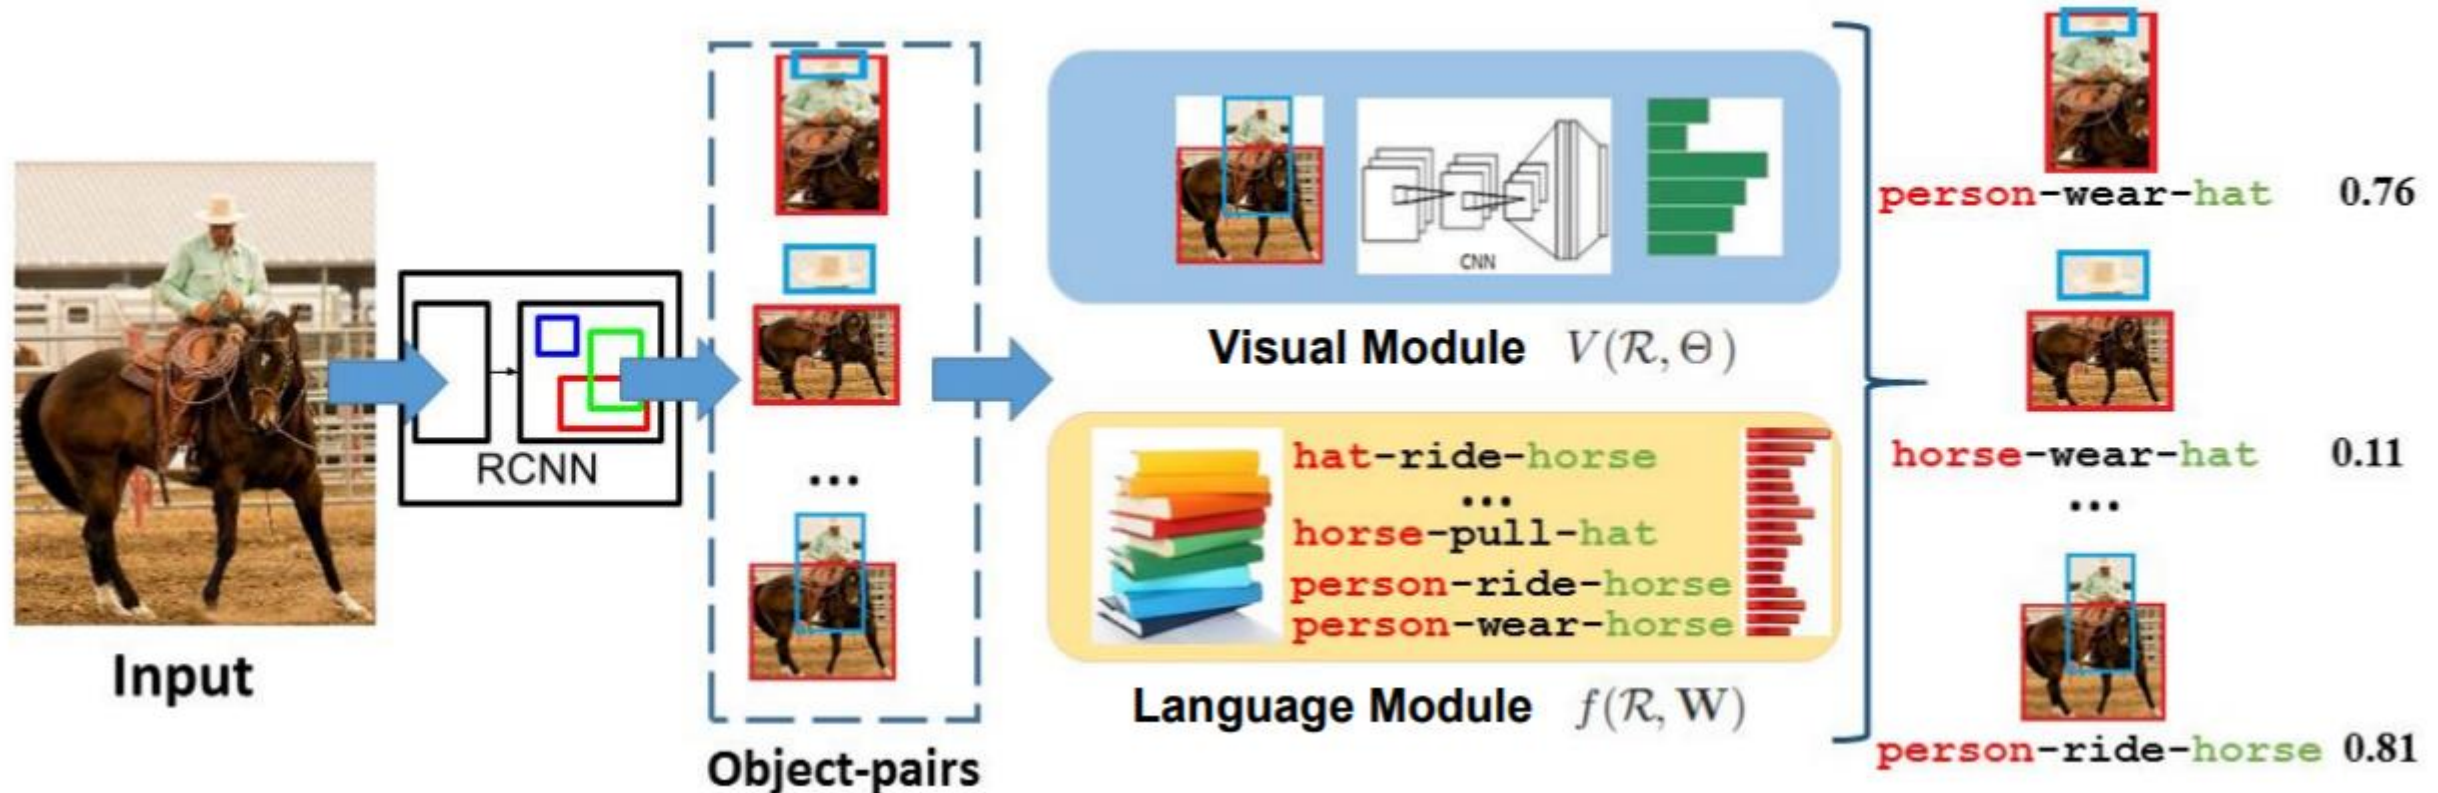 Input
RCNN
...
Object-pairs
CNN
Visual Module V(ℛ, Θ)
hat-ride-horse
...
horse-pull-hat
person-ride-horse
person-wear-horse
Language Module f(ℛ, W)
person-wear-hat 0.76
horse-wear-hat 0.11
...
person-ride-horse 0.81